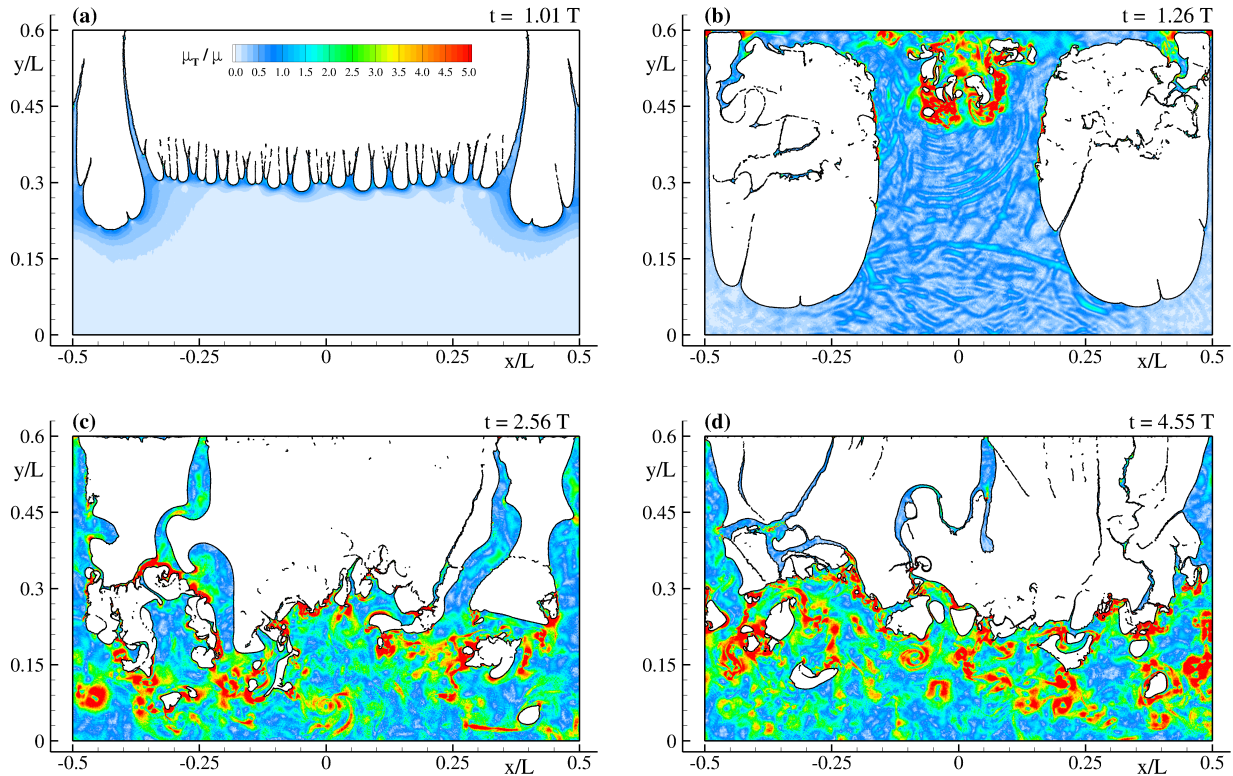 (a) t = 1.01 T
0.6
y/L
0.45
0.3
0.15
0
μT / μ
0.0 0.5 1.0 1.5 2.0 2.5 3.0 3.5 4.0 4.5 5.0
-0.5 -0.25 0 0.25 0.5
x/L
(b) t = 1.26 T
0.6
y/L
0.45
0.3
0.15
0
-0.5 -0.25 0 0.25 0.5
x/L
(c) t = 2.56 T
0.6
y/L
0.45
0.3
0.15
0
-0.5 -0.25 0 0.25 0.5
x/L
(d) t = 4.55 T
0.6
y/L
0.45
0.3
0.15
0
-0.5 -0.25 0 0.25 0.5
x/L